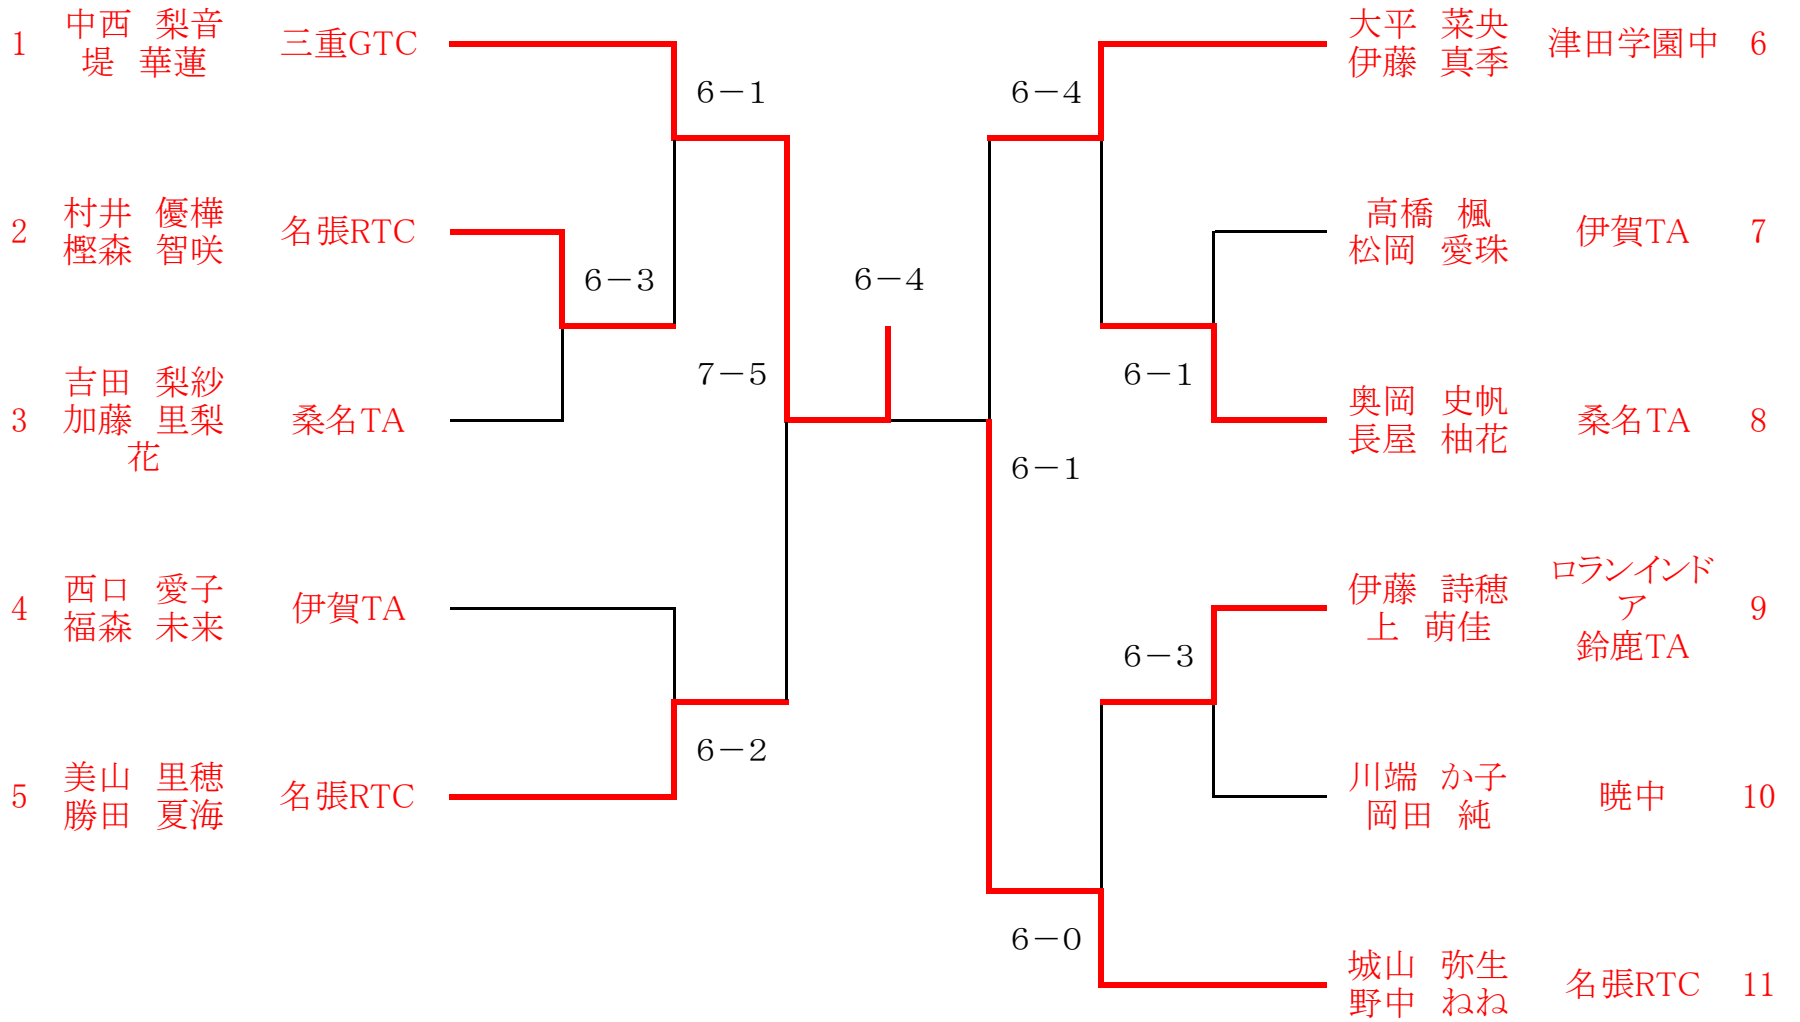 1
中西 梨音
堤 華蓮
三重GTC
2
村井 優樺
樫森 智咲
名張RTC
3
吉田 梨紗
加藤 里梨
花
桑名TA
4
西口 愛子
福森 未来
伊賀TA
5
美山 里穂
勝田 夏海
名張RTC
6－1
6－3
7－5
6－2
6－4
6－4
6－1
6－1
6－3
6－0
大平 菜央
伊藤 真季
津田学園中
6
高橋 楓
松岡 愛珠
伊賀TA
7
奥岡 史帆
長屋 柚花
桑名TA
8
伊藤 詩穂
上 萌佳
ロランインド
ア
鈴鹿TA
9
川端 か子
岡田 純
暁中
10
城山 弥生
野中 ねね
名張RTC
11